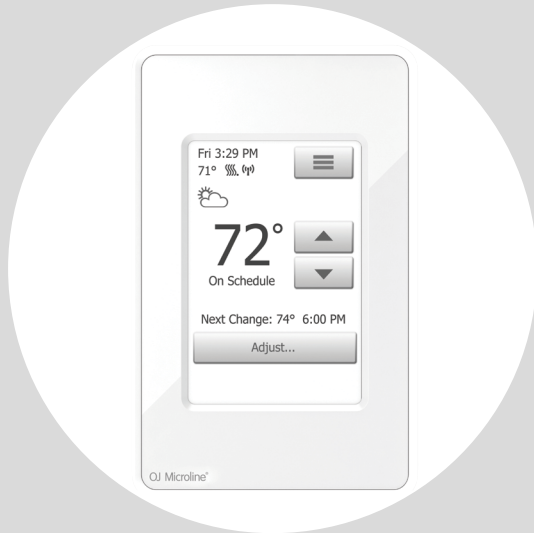 Fri 3:29 PM
71°
72°
On Schedule
Next Change: 74° 6:00 PM
Adjust...
OJ Microline®